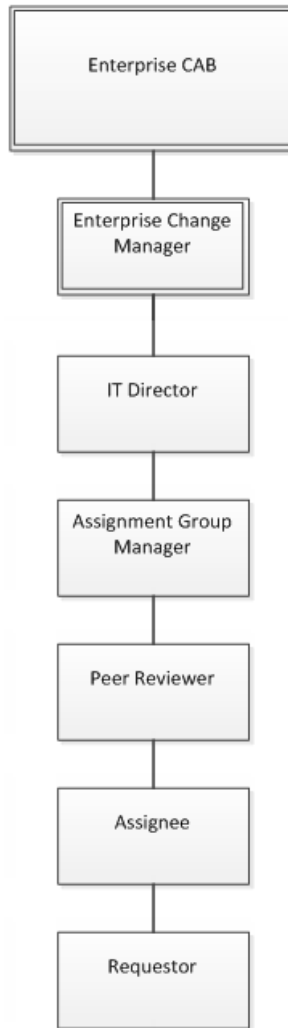 Enterprise CAB
Enterprise Change
Manager
IT Director
Assignment Group
Manager
Peer Reviewer
Assignee
Requestor